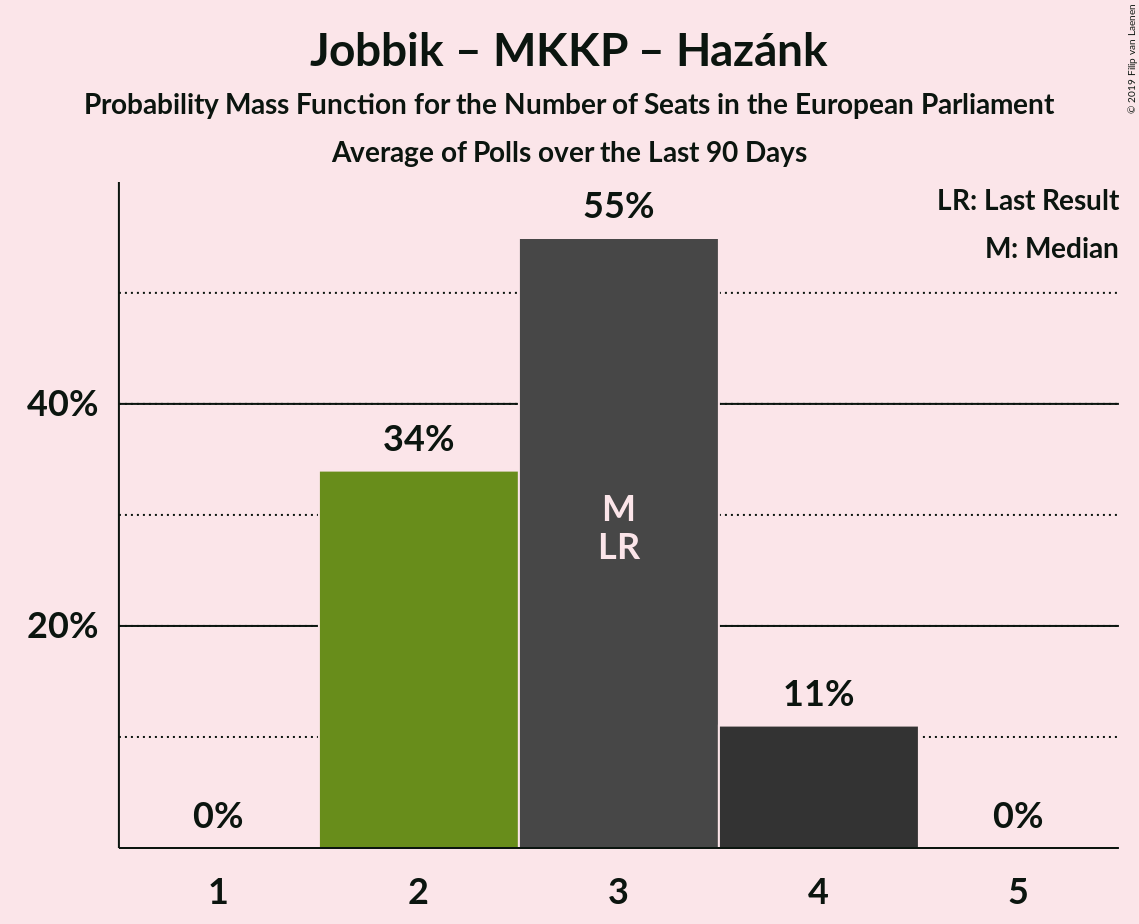 Jobbik – MKKP – Hazánk
Probability Mass Function for the Number of Seats in the European Parliament
Average of Polls over the Last 90 Days
© 2019 Filip van Laenen
LR: Last Result
M: Median
55%
40%
34%
M
LR
20%
11%
0%
0%
1
2
3
4
5